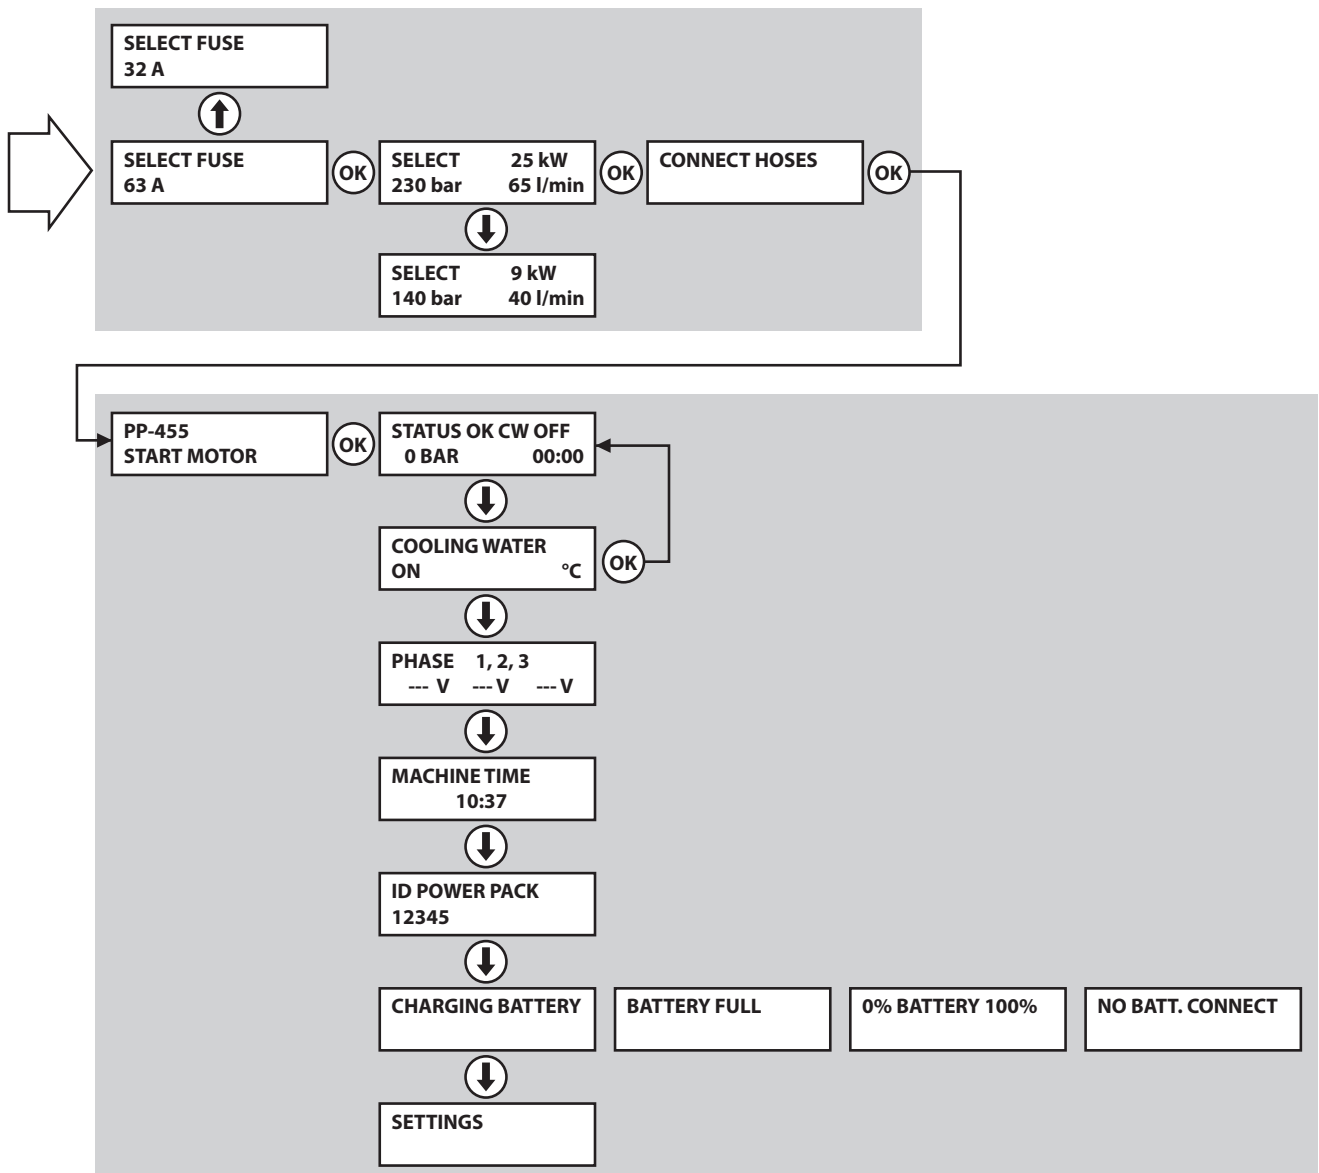 SELECT FUSE
32 A
SELECT FUSE
63 A
OK
SELECT 25 kW
230 bar 65 l/min
OK
CONNECT HOSES
OK
SELECT 9 kW
140 bar 40 l/min
PP-455
START MOTOR
OK
STATUS OK CW OFF
0 BAR 00:00
COOLING WATER
ON °C
OK
PHASE 1, 2, 3
--- V --- V --- V
MACHINE TIME
10:37
ID POWER PACK
12345
CHARGING BATTERY
BATTERY FULL
0% BATTERY 100%
NO BATT. CONNECT
SETTINGS